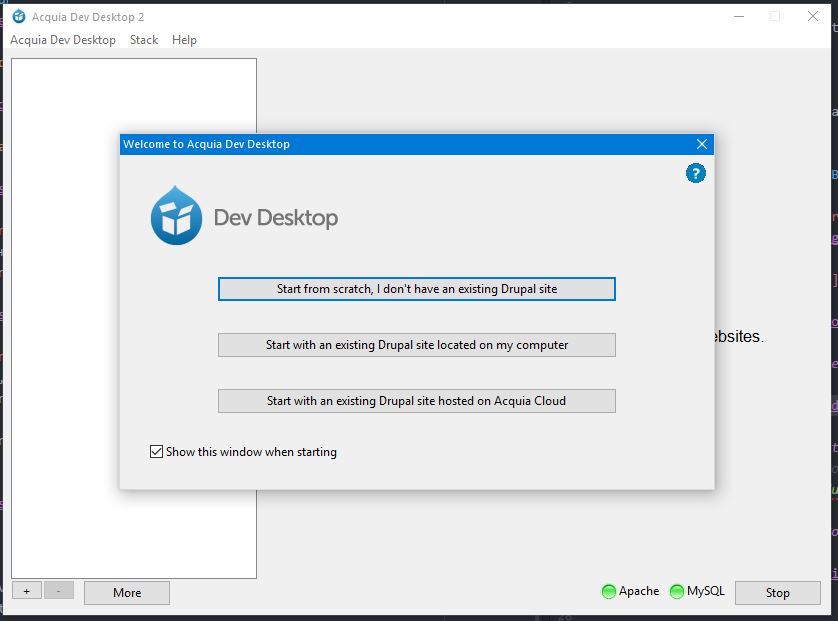 Acquia Dev Desktop 2
Acquia Dev Desktop Stack Help
Welcome to Acquia Dev Desktop
?
Dev Desktop
Start from scratch, I don't have an existing Drupal site
ebsites.
Start with an existing Drupal site located on my computer
Start with an existing Drupal site hosted on Acquia Cloud
Show this window when starting
+ - More
Apache MySQL Stop